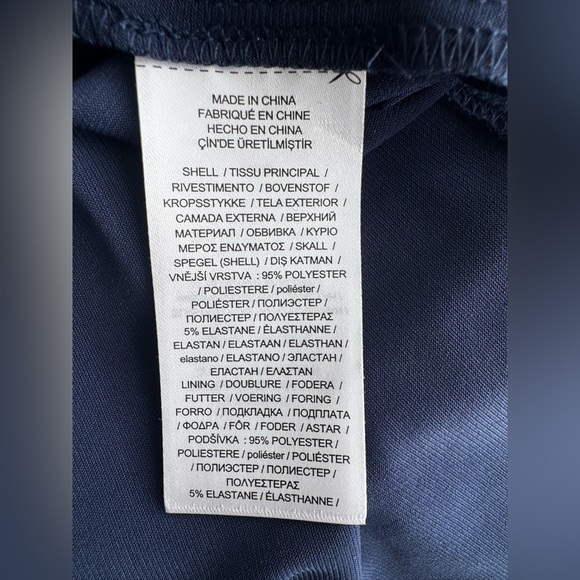 MADE IN CHINA
FABRIQUÉ EN CHINE
HECHO EN CHINA
ÇİN'DE ÜRETİLMİŞTİR
SHELL / TISSU PRINCIPAL /
RIVESTIMENTO / BOVENSTOF /
KROPSSTYKKE / TELA EXTERIOR /
CAMADA EXTERNA / ВЕРХНИЙ
МАТЕРИАЛ / ОБВИВКА / ΚΥΡΙΟ
ΜΕΡΟΣ ΕΝΔΥΜΑΤΟΣ / SKALL /
SPEGEL (SHELL) / DIŞ KATMAN /
VNĚJŠÍ VRSTVA : 95% POLYESTER
/ POLIESTERE / poliéster /
POLIÉSTER / ПОЛИЭСТЕР /
ПОЛИЕСТЕР / ΠΟΛΥΕΣΤΕΡΑΣ
5% ELASTANE / ÉLASTHANNE /
ELASTAN / ELAASTAN / ELASTHAN /
elastano / ELASTANO / ЭЛАСТАН /
ЕЛАСТАН / ΕΛΑΣΤΑΝ
LINING / DOUBLURE / FODERA /
FUTTER / VOERING / FORING /
FORRO / ПОДКЛАДКА / ПОДПЛАТА
/ ΦΟΔΡΑ / FÔR / FODER / ASTAR /
PODŠÍVKA : 95% POLYESTER /
POLIESTERE / poliéster / POLIÉSTER
/ ПОЛИЭСТЕР / ПОЛИЕСТЕР /
ΠΟΛΥΕΣΤΕΡΑΣ
5% ELASTANE / ÉLASTHANNE /